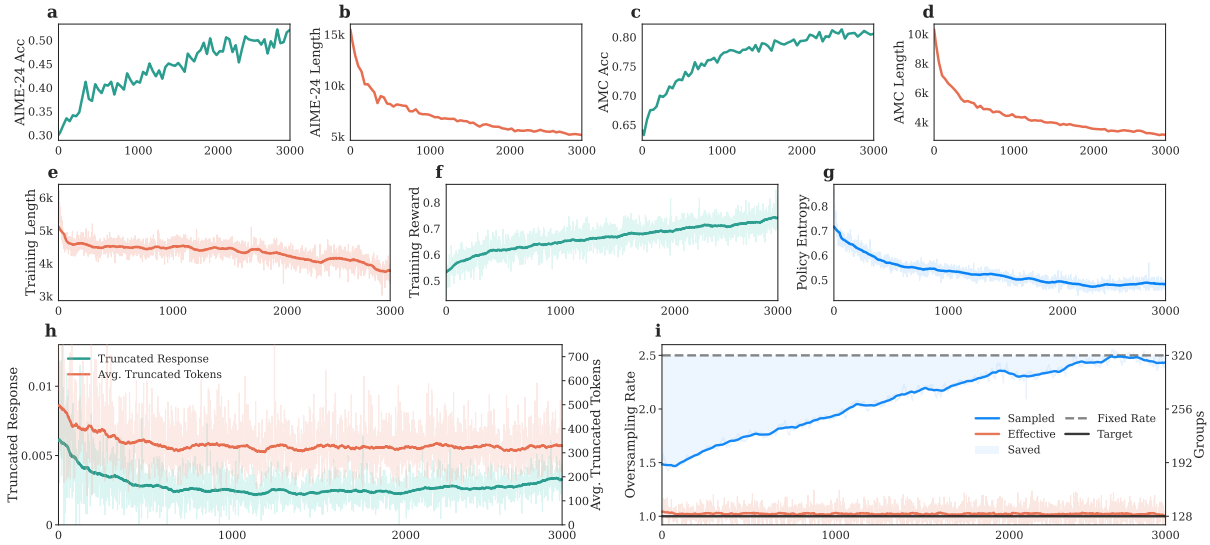 a
AIME-24 Acc
0.50
0.45
0.40
0.35
0.30
0
1000
2000
3000
b
AIME-24 Length
15k
10k
5k
0
1000
2000
3000
c
AMC Acc
0.80
0.75
0.70
0.65
0
1000
2000
3000
d
AMC Length
10k
8k
6k
4k
0
1000
2000
3000
e
Training Length
6k
5k
4k
3k
0
1000
2000
3000
f
Training Reward
0.8
0.7
0.6
0.5
0
1000
2000
3000
g
Policy Entropy
0.8
0.7
0.6
0.5
1000
2000
3000
h
Truncated Response
0.01
0.005
0
Truncated Response
Avg. Truncated Tokens
1000
2000
3000
700
600
500
400
300
200
100
0
Avg. Truncated Tokens
i
Oversampling Rate
2.5
2.0
1.5
1.0
Sampled
Effective
Saved
Fixed Rate
Target
0
1000
2000
3000
320
256
192
128
Groups